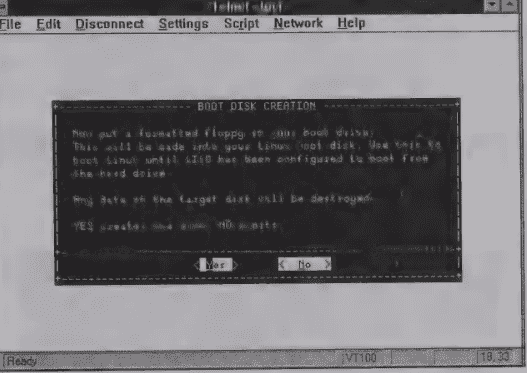 Telnet - lust
File Edit Disconnect Settings Script Network Help
BOOT DISK CREATION
Now put a formatted floppy in your boot drive.
This will be made into your Linux boot disk. Use this to
boot Linux until LILO has been configured to boot from
the hard drive.
Any data on the target disk will be destroyed.
YES creates the disk, NO aborts.
< Yes > < No >
Ready VT100 18, 33